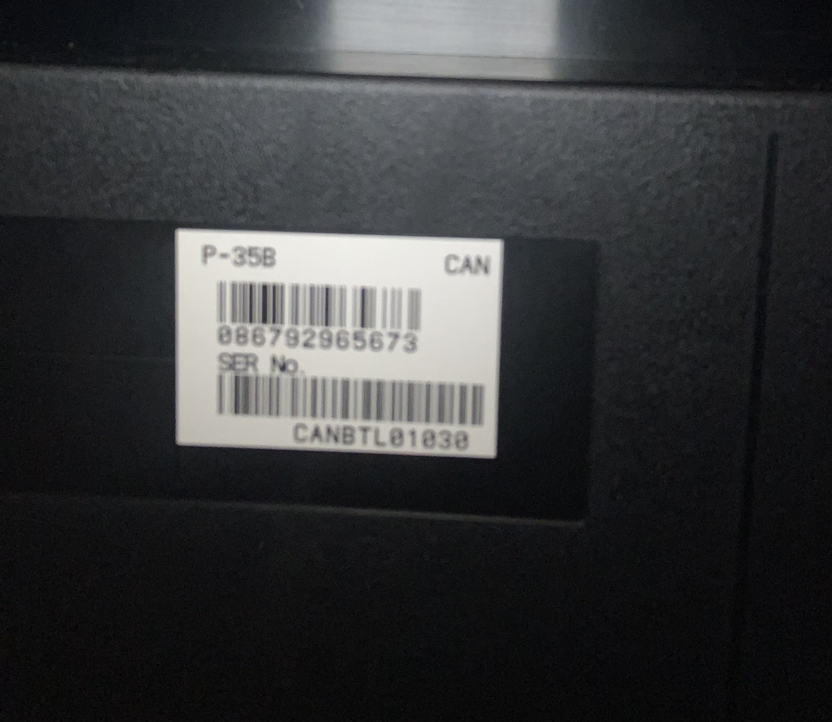 P-35B CAN
086792965673
SER No.
CANBTL01030